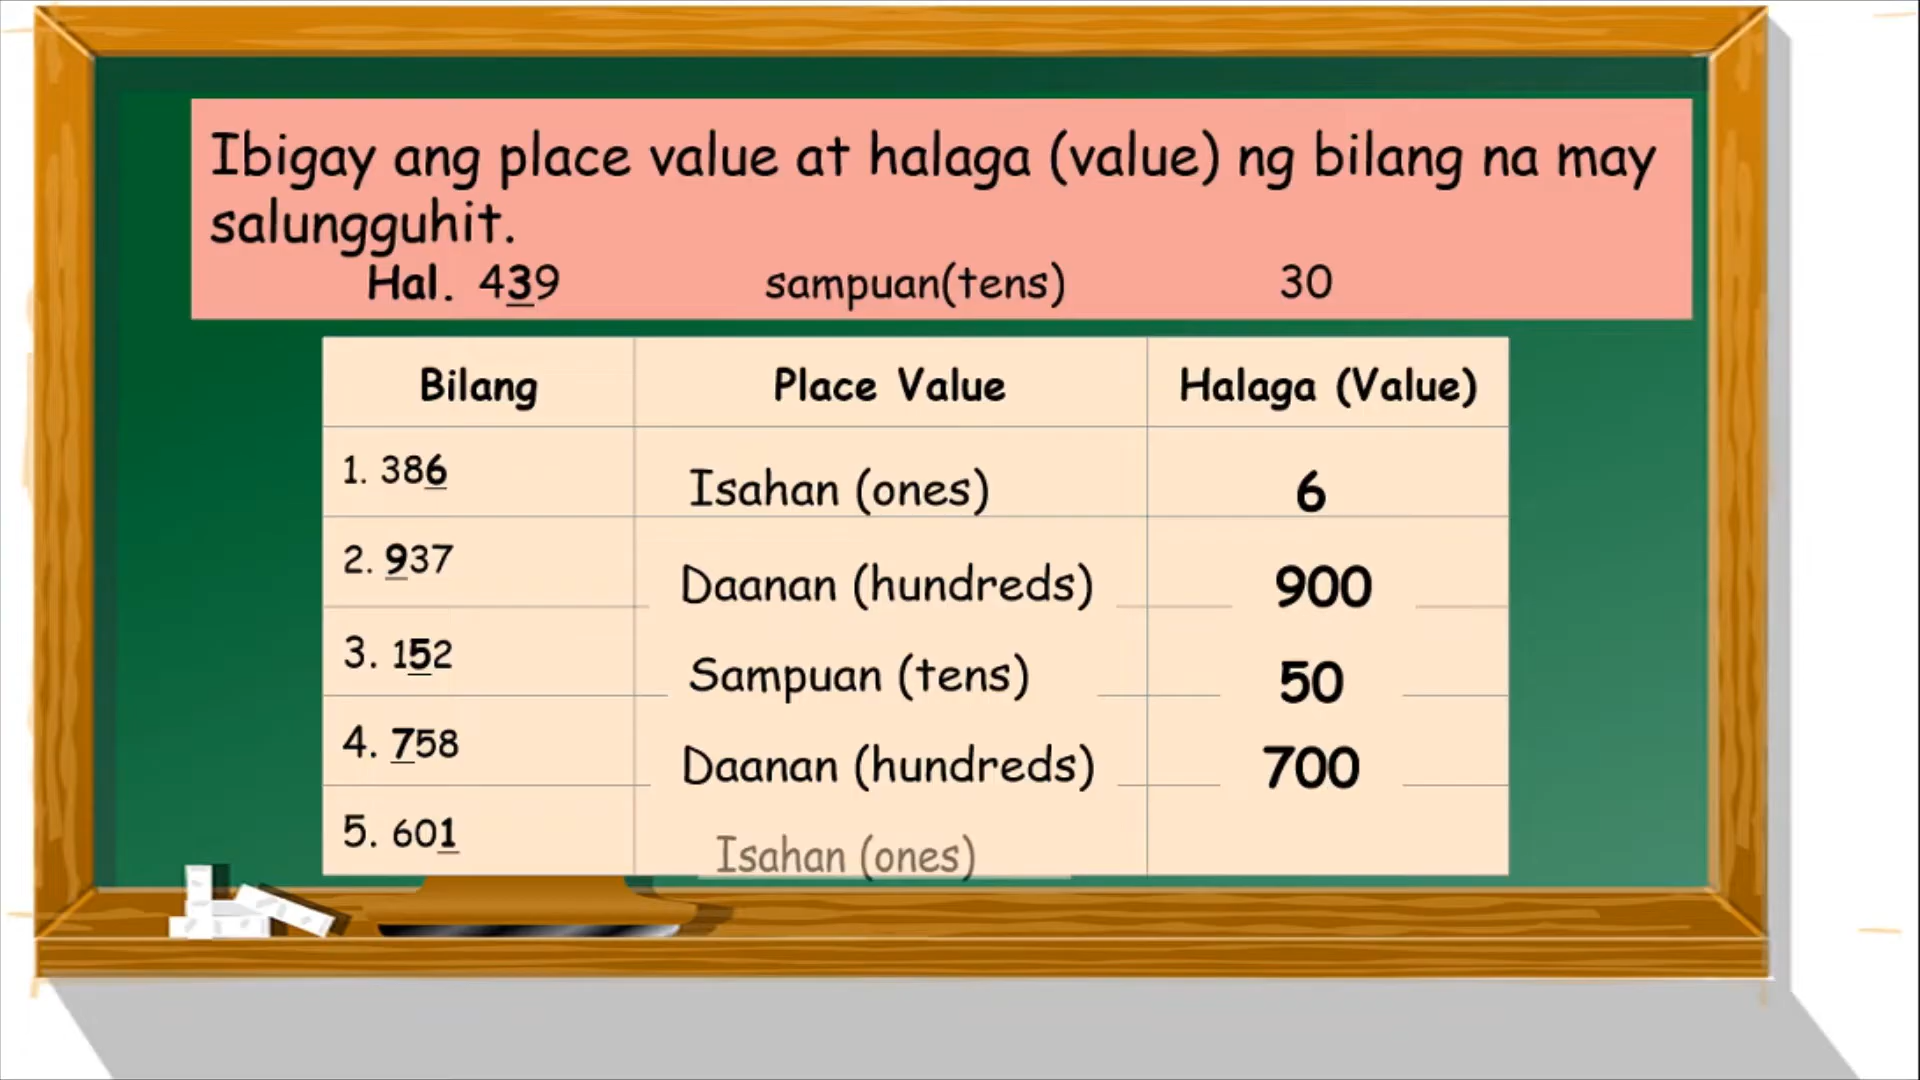 Ibigay ang place value at halaga (value) ng bilang na may
salungguhit.
Hal. 439 sampuan(tens) 30
Bilang Place Value Halaga (Value)
1. 386 Isahan (ones) 6
2. 937 Daanan (hundreds) 900
3. 152 Sampuan (tens) 50
4. 758 Daanan (hundreds) 700
5. 601 Isahan (ones)